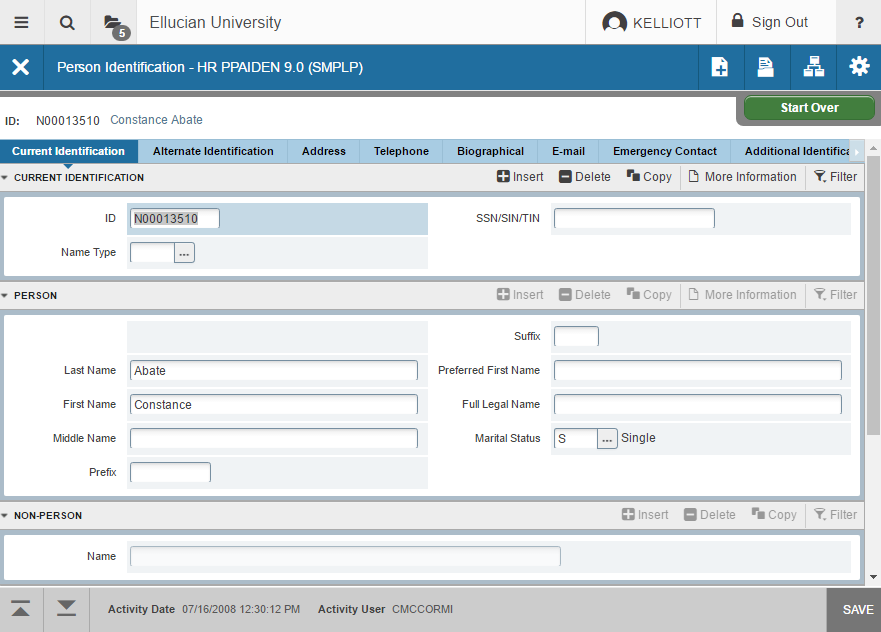 5 Ellucian University KELLIOTT Sign Out ?
Person Identification - HR PPAIDEN 9.0 (SMPLP)
ID: N00013510 Constance Abate Start Over
Current Identification Alternate Identification Address Telephone Biographical E-mail Emergency Contact Additional Identifica
CURRENT IDENTIFICATION Insert Delete Copy More Information Filter
ID N00013510 SSN/SIN/TIN
Name Type ...
PERSON Insert Delete Copy More Information Filter
Suffix
Last Name Abate Preferred First Name
First Name Constance Full Legal Name
Middle Name Marital Status S ... Single
Prefix
NON-PERSON Insert Delete Copy Filter
Name
Activity Date 07/16/2008 12:30:12 PM Activity User CMCCORMI SAVE